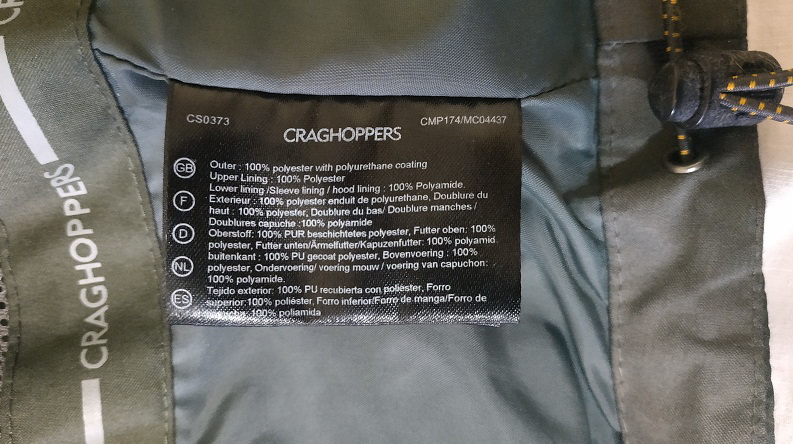 CR
CRAGHOPPERS
CS0373
CMP174/MC04437
CRAGHOPPERS
GB
Outer : 100% polyester with polyurethane coating
Upper Lining : 100% Polyester
Lower lining /Sleeve lining / hood lining : 100% Polyamide.
F
Exterieur : 100% polyester enduit de polyurethane, Doublure du
haut : 100% polyester, Doublure du bas/ Doublure manches /
Doublures capuche :100% polyamide
D
Oberstoff: 100% PUR beschichtetes polyester, Futter oben: 100%
polyester, Futter unten/Ärmelfutter/Kapuzenfutter: 100% polyamid
NL
buitenkant : 100% PU gecoat polyester, Bovenvoering : 100%
polyester, Ondervoering/ voering mouw / voering van capuchon:
100% polyamide.
ES
Tejido exterior: 100% PU recubierta con poliéster, Forro
superior:100% poliéster, Forro inferior/Forro de manga/Forro de
100% poliamida